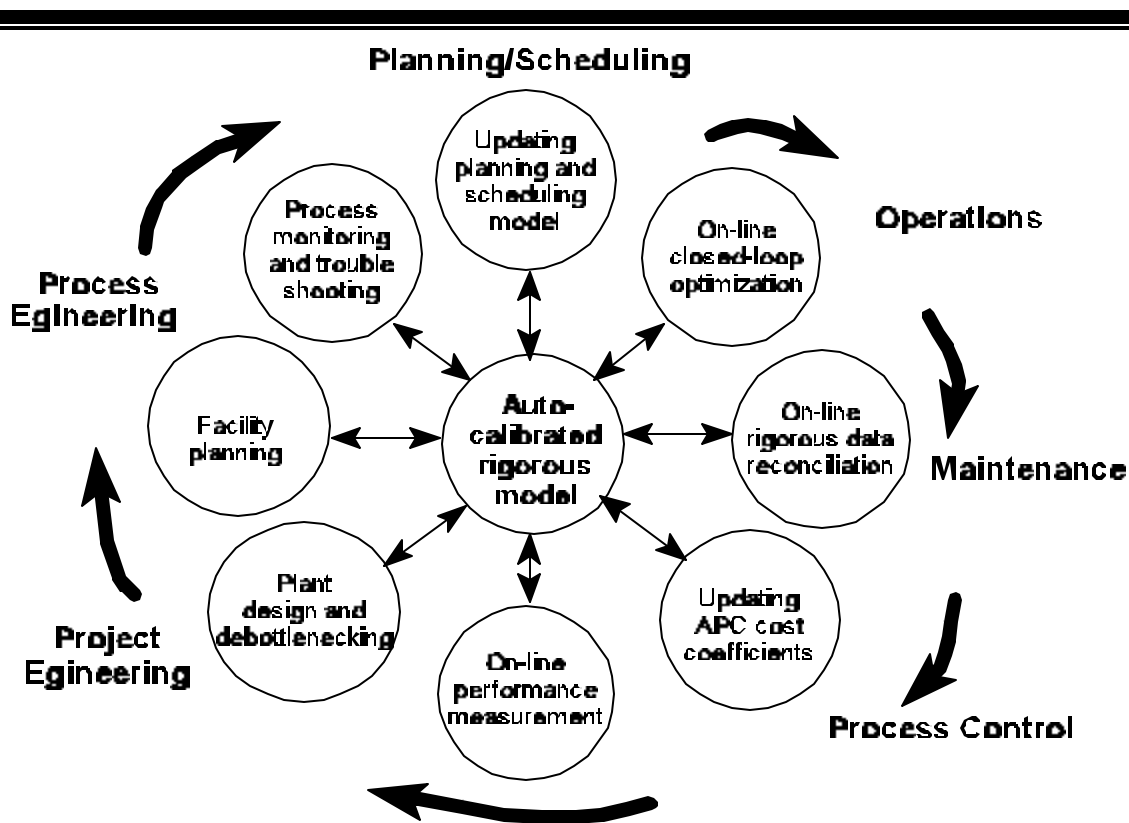 Planning/Scheduling
Updating
planning and
scheduling
model
Process
monitoring
and trouble
shooting
On-line
closed-loop
optimization
Operations
Process
Egineering
Facility
planning
Auto-
calibrated
rigorous
model
On-line
rigorous data
reconciliation
Maintenance
Plant
design and
debottlenecking
Updating
APC cost
coefficients
Project
Egineering
On-line
performance
measurement
Process Control